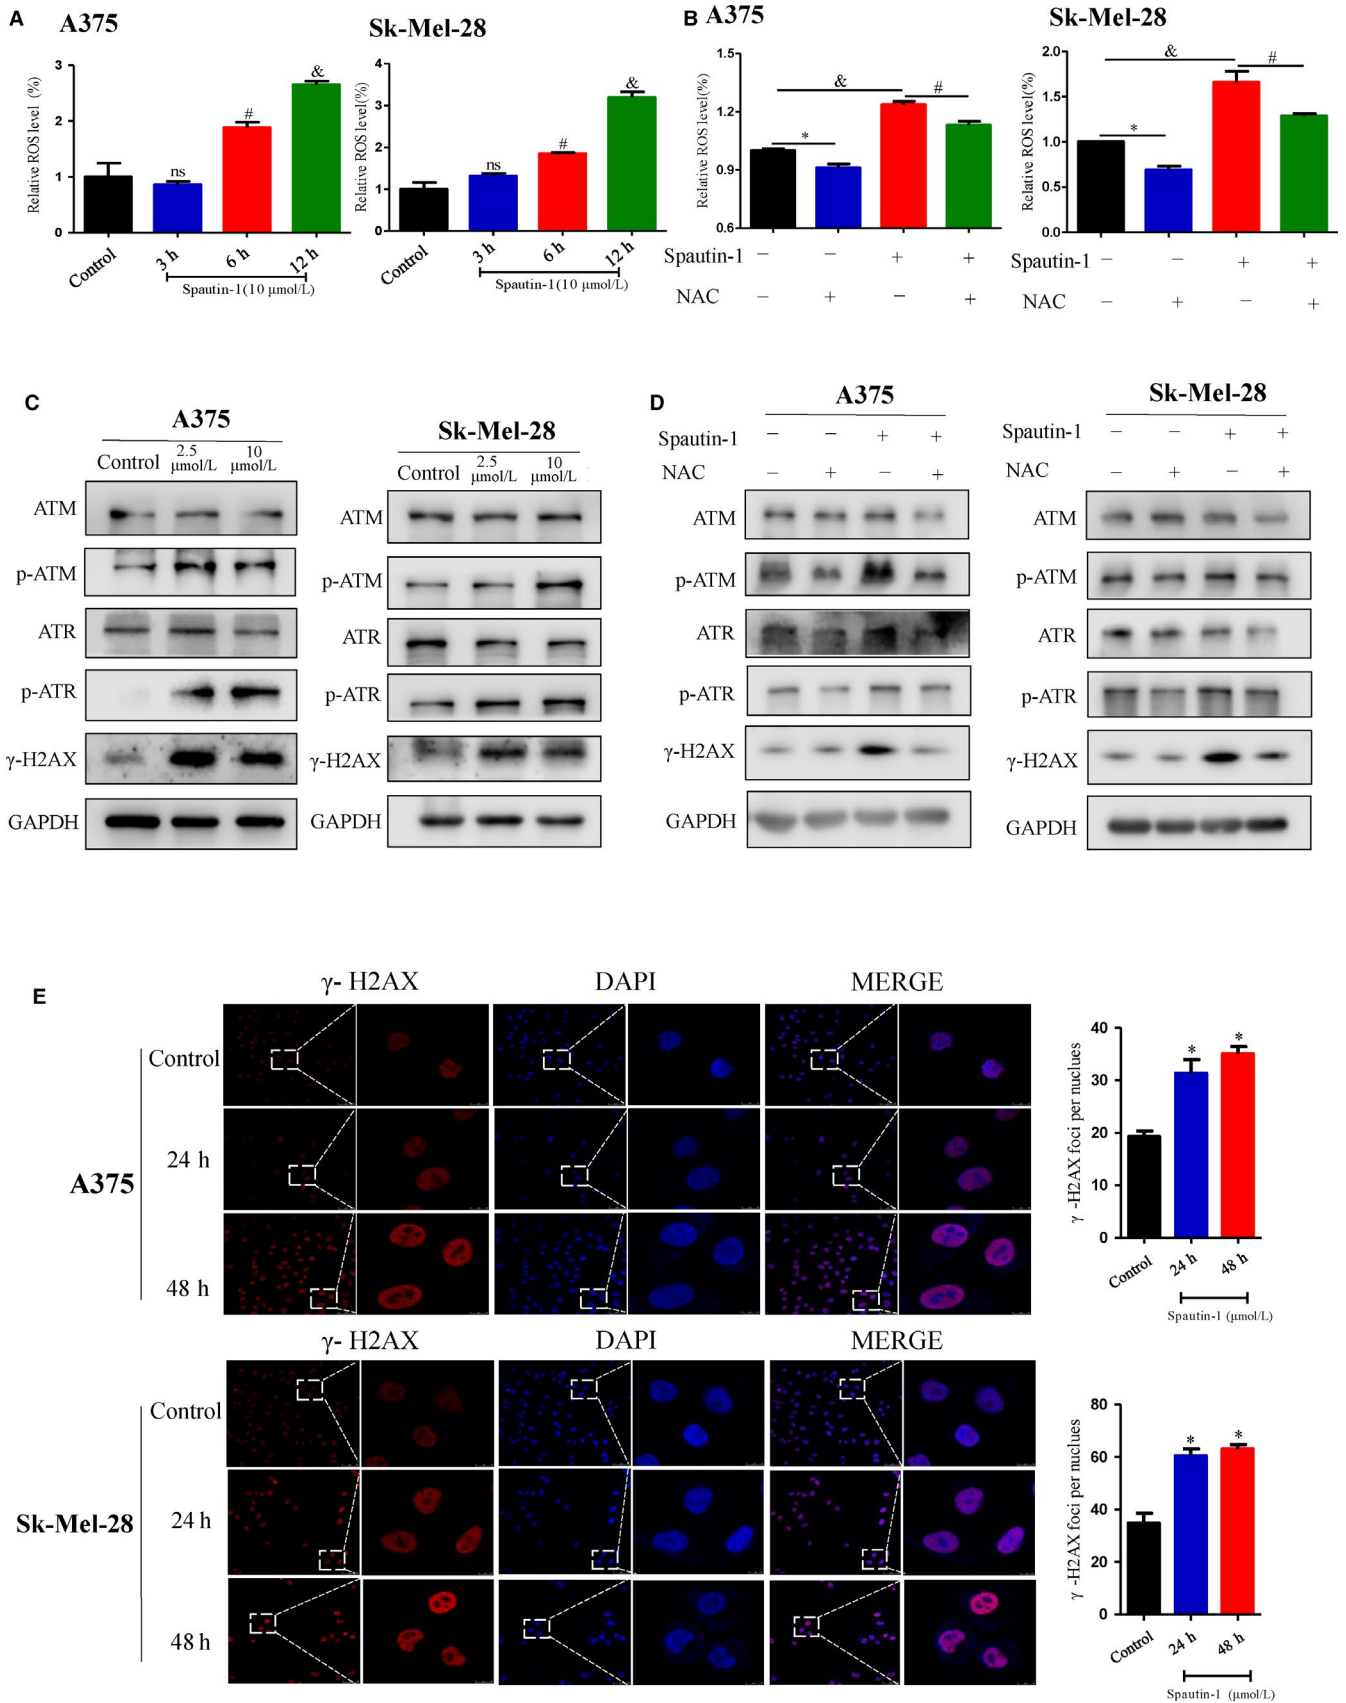 A
A375
Sk-Mel-28
Relative ROS level (%)
3
2
1
0
ns
#
&
Control
3 h
6 h
12 h
Spautin-1(10 μmol/L)
Relative ROS level(%)
4
3
2
1
0
ns
#
&
Control
3 h
6 h
12 h
Spautin-1(10 μmol/L)
B
A375
Sk-Mel-28
Relative ROS level(%)
1.5
1.2
0.9
0.6
*
&
#
Spautin-1 − − + +
NAC − + − +
Relative ROS level(%)
2.0
1.5
1.0
0.5
0.0
*
&
#
Spautin-1 − − + +
NAC − + − +
C
A375
Control 2.5 μmol/L 10 μmol/L
ATM
p-ATM
ATR
p-ATR
γ-H2AX
GAPDH
Sk-Mel-28
Control 2.5 μmol/L 10 μmol/L
ATM
p-ATM
ATR
p-ATR
γ-H2AX
GAPDH
D
A375
Spautin-1 − − + +
NAC − + − +
ATM
p-ATM
ATR
p-ATR
γ-H2AX
GAPDH
Sk-Mel-28
Spautin-1 − − + +
NAC − + − +
ATM
p-ATM
ATR
p-ATR
γ-H2AX
GAPDH
E
γ- H2AX DAPI MERGE
A375
Control
24 h
48 h
γ -H2AX foci per nuclues
40
30
20
10
0
*
*
Control
24 h
48 h
Spautin-1 (μmol/L)
γ- H2AX DAPI MERGE
Sk-Mel-28
Control
24 h
48 h
γ -H2AX foci per nuclues
80
60
40
20
0
*
*
Control
24 h
48 h
Spautin-1 (μmol/L)